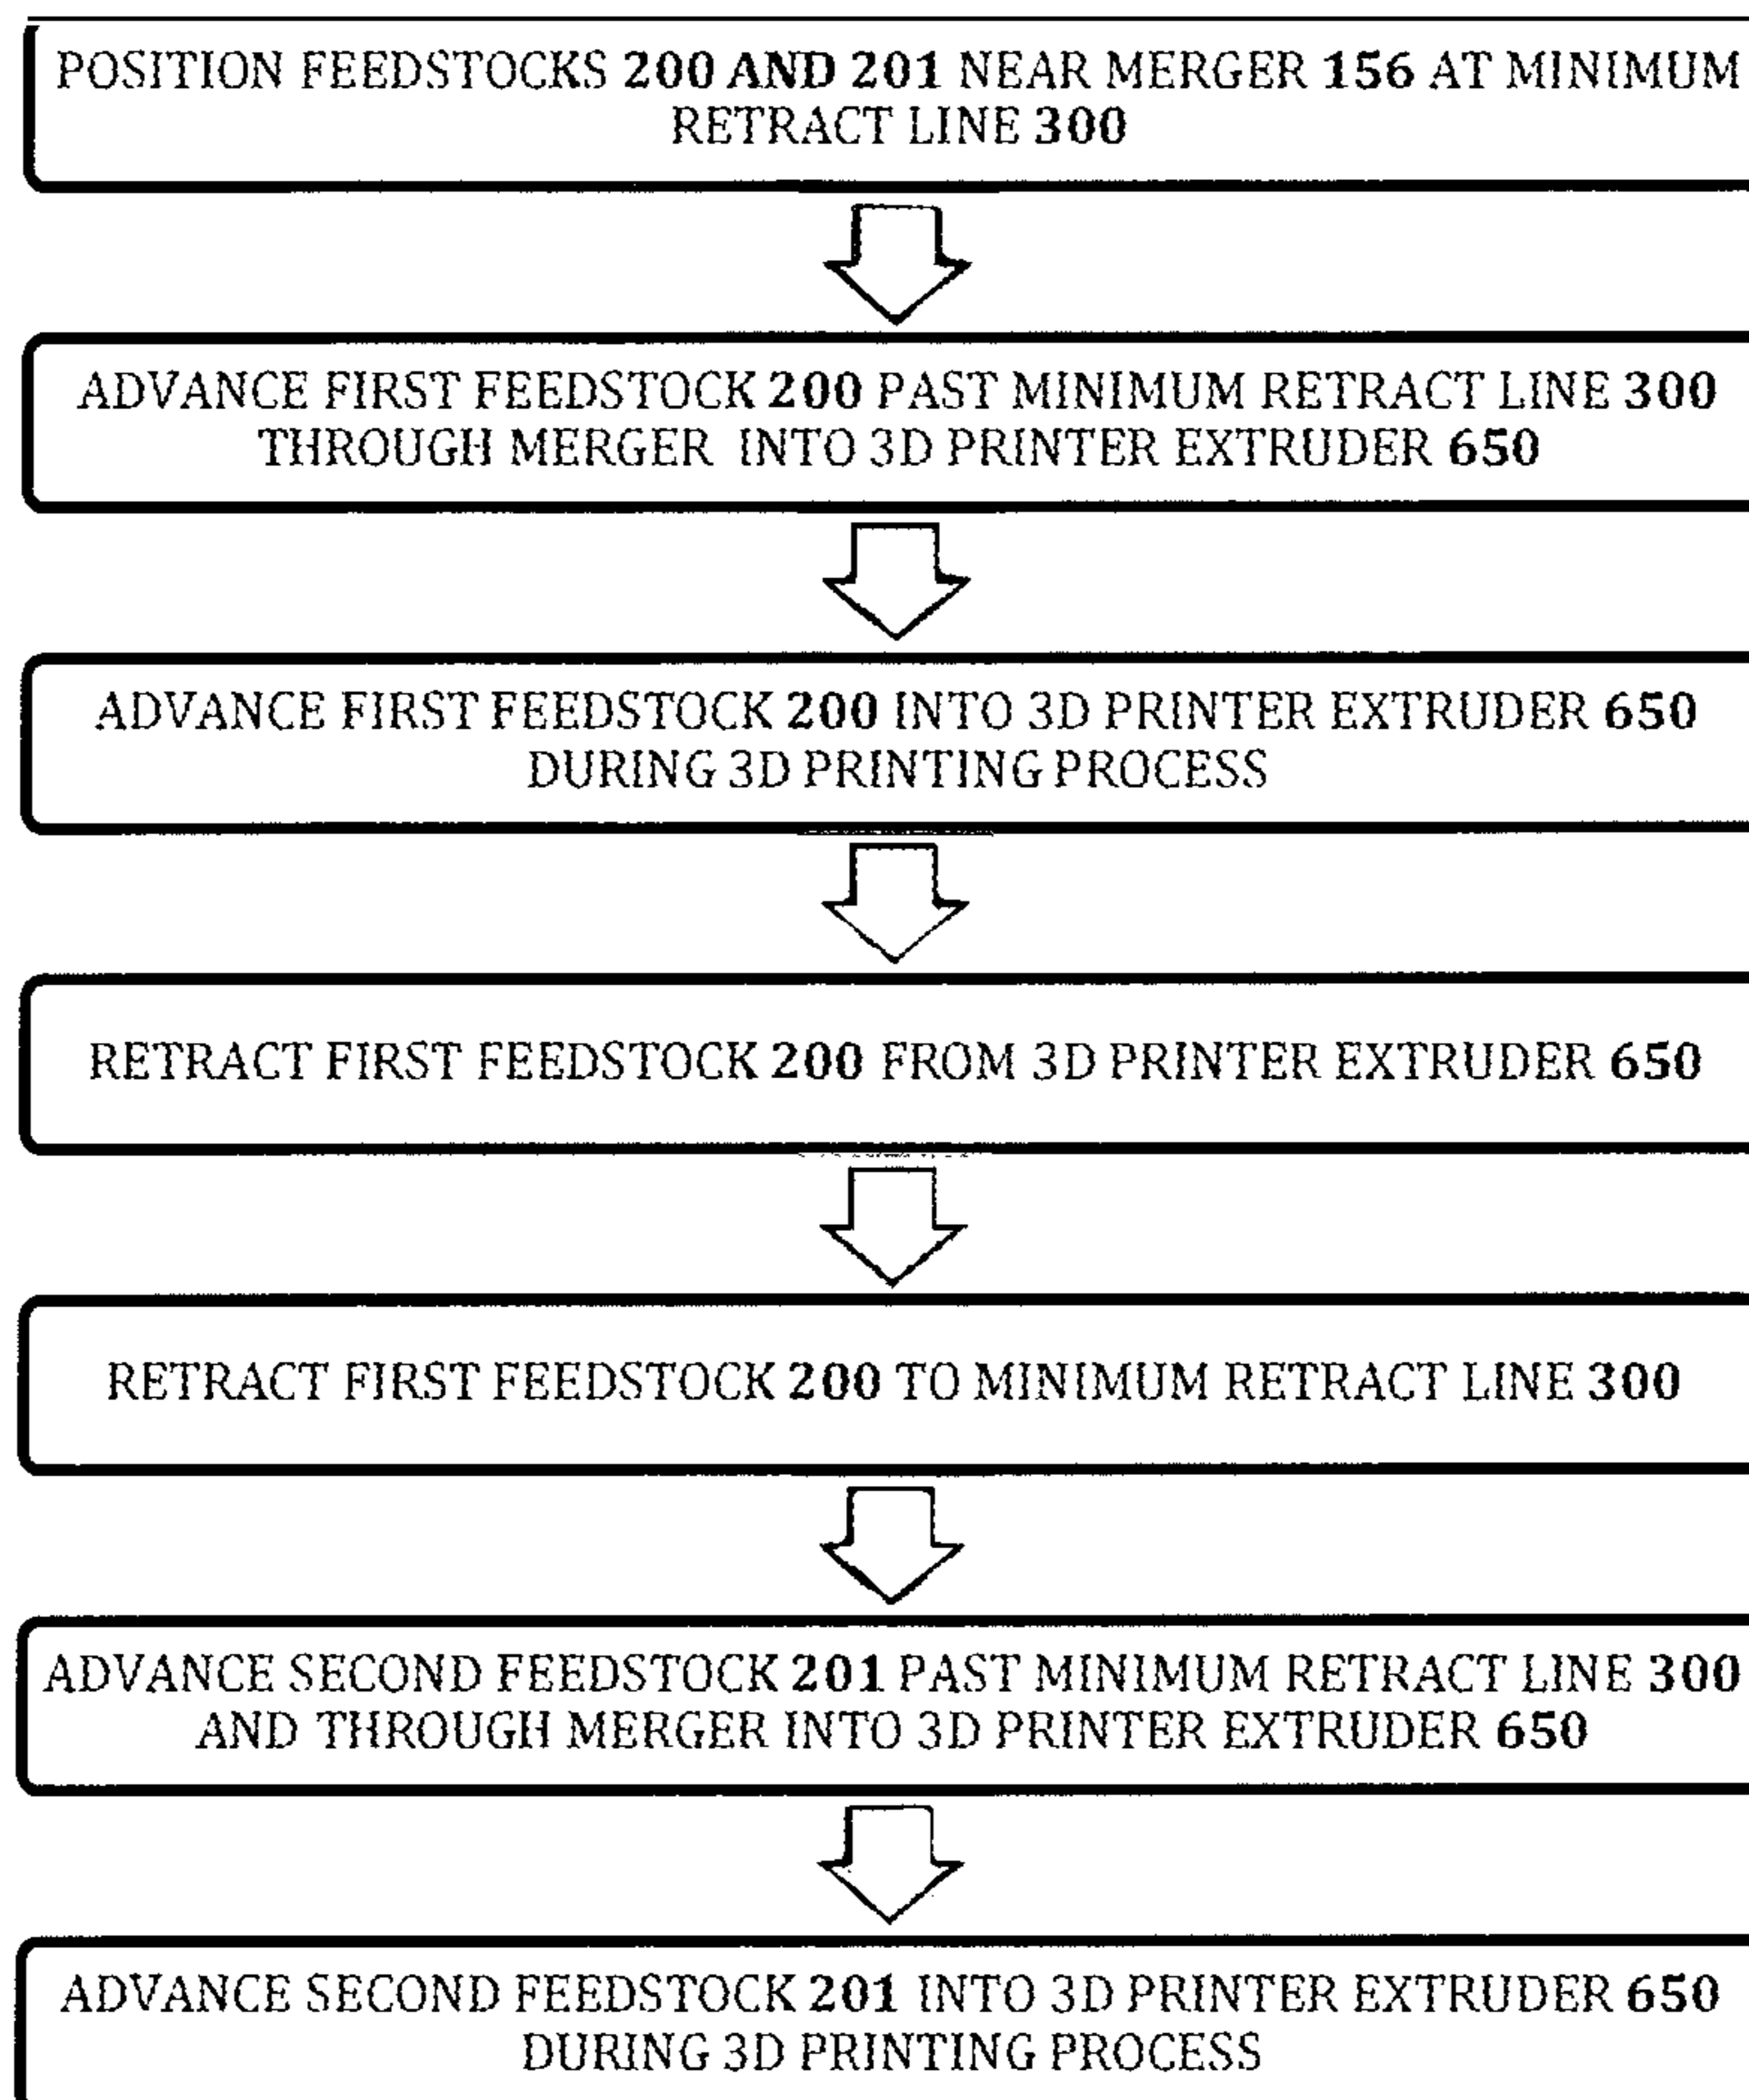 POSITION FEEDSTOCKS 200 AND 201 NEAR MERGER 156 AT MINIMUM
RETRACT LINE 300
ADVANCE FIRST FEEDSTOCK 200 PAST MINIMUM RETRACT LINE 300
THROUGH MERGER INTO 3D PRINTER EXTRUDER 650
ADVANCE FIRST FEEDSTOCK 200 INTO 3D PRINTER EXTRUDER 650
DURING 3D PRINTING PROCESS
RETRACT FIRST FEEDSTOCK 200 FROM 3D PRINTER EXTRUDER 650
RETRACT FIRST FEEDSTOCK 200 TO MINIMUM RETRACT LINE 300
ADVANCE SECOND FEEDSTOCK 201 PAST MINIMUM RETRACT LINE 300
AND THROUGH MERGER INTO 3D PRINTER EXTRUDER 650
ADVANCE SECOND FEEDSTOCK 201 INTO 3D PRINTER EXTRUDER 650
DURING 3D PRINTING PROCESS